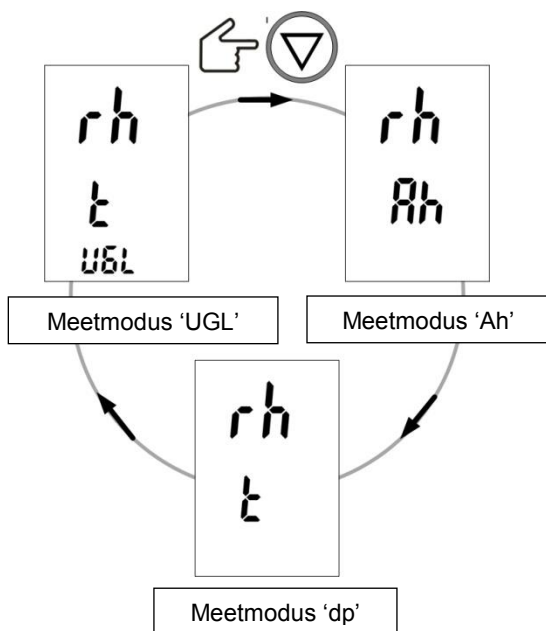 rh
t
UGL
Meetmodus ‘UGL’
rh
Ah
Meetmodus ‘Ah’
rh
t
Meetmodus ‘dp’